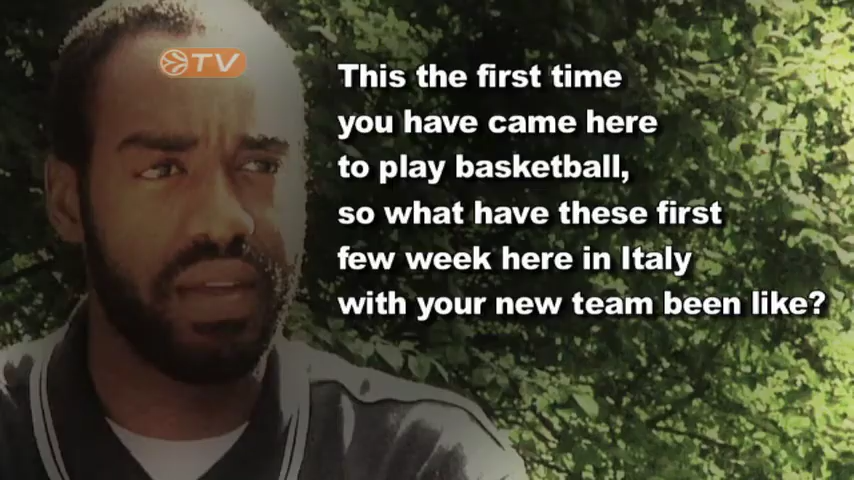 TV
This the first time
you have came here
to play basketball,
so what have these first
few week here in Italy
with your new team been like?